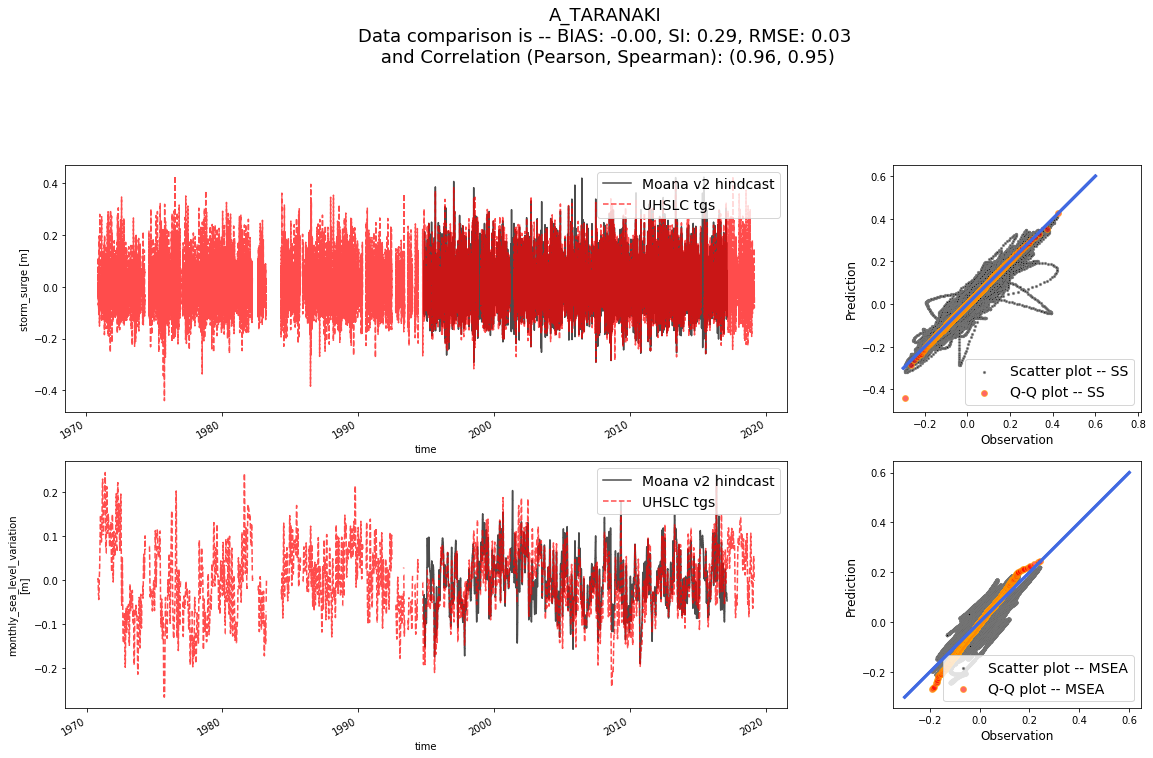 A_TARANAKI
Data comparison is -- BIAS: -0.00, SI: 0.29, RMSE: 0.03
and Correlation (Pearson, Spearman): (0.96, 0.95)
storm_surge [m]
0.4
0.2
0.0
−0.2
−0.4
Moana v2 hindcast
UHSLC tgs
1970
1980
1990
2000
2010
2020
time
Prediction
0.6
0.4
0.2
0.0
−0.2
−0.4
Scatter plot -- SS
Q-Q plot -- SS
−0.2
0.0
0.2
0.4
0.6
0.8
Observation
monthly_sea_level_variation
[m]
0.2
0.1
0.0
−0.1
−0.2
Moana v2 hindcast
UHSLC tgs
1970
1980
1990
2000
2010
2020
time
Prediction
0.6
0.4
0.2
0.0
−0.2
Scatter plot -- MSEA
Q-Q plot -- MSEA
−0.2
0.0
0.2
0.4
0.6
Observation